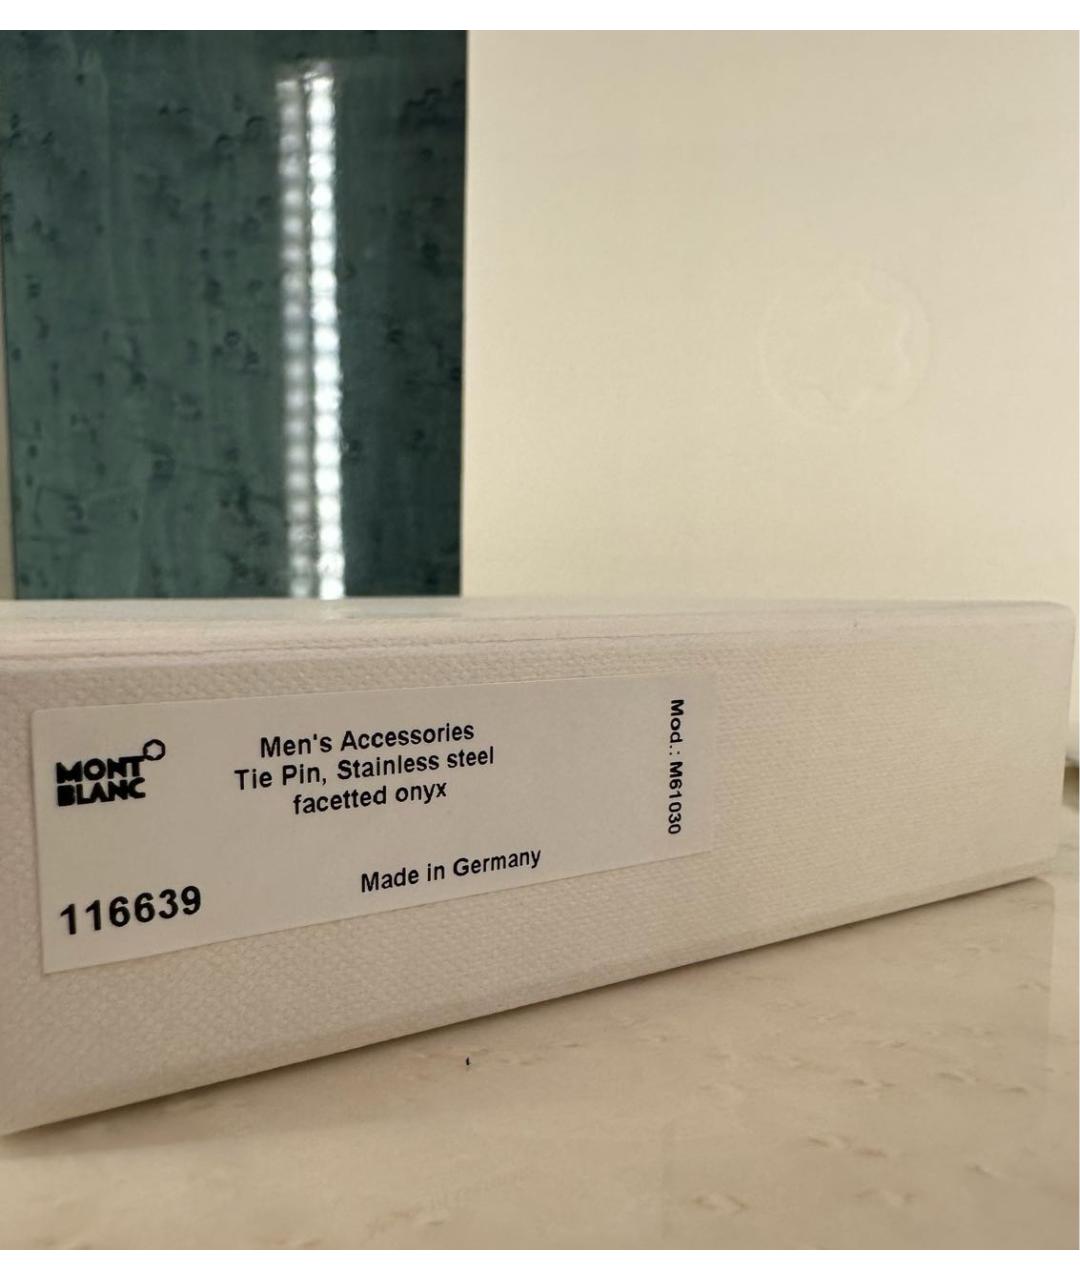 MONT
BLANC
Men's Accessories
Tie Pin, Stainless steel
facetted onyx
Made in Germany
116639
Mod.: M61030